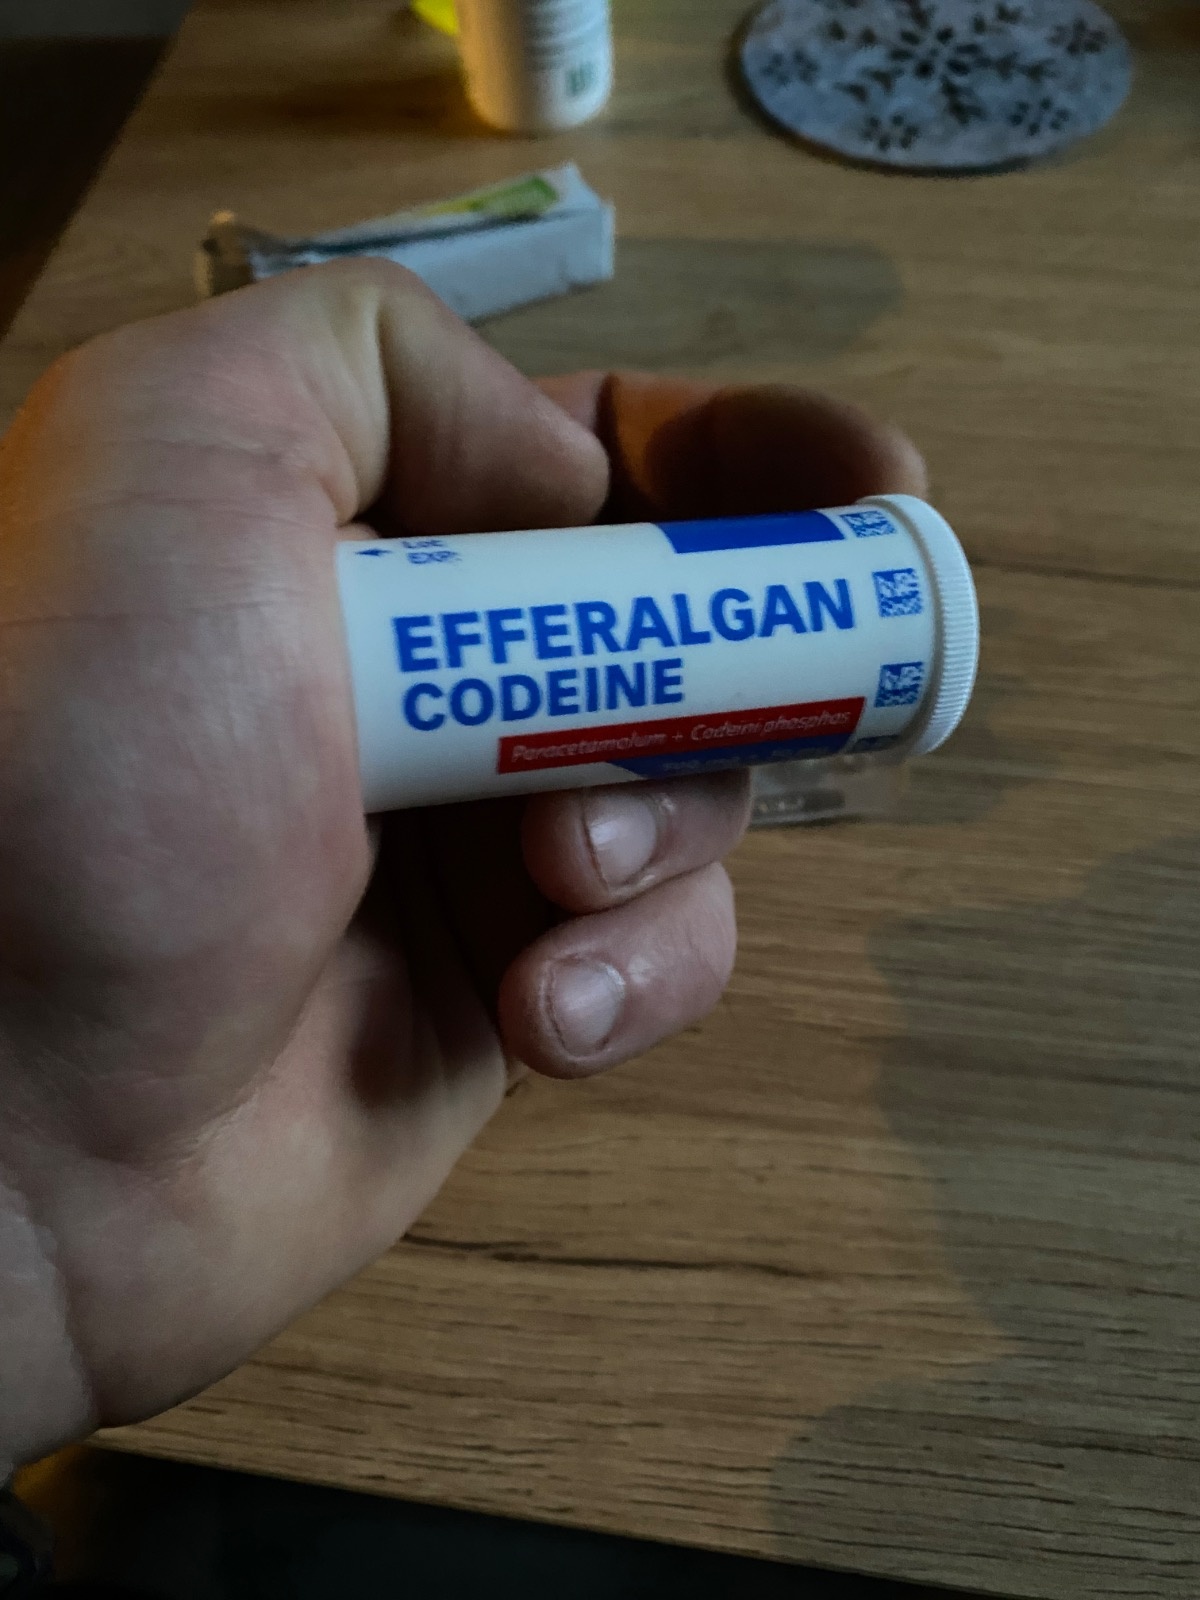 Lot:
EXP:
EFFERALGAN
CODEINE
Paracetamolum + Codeini phosphas